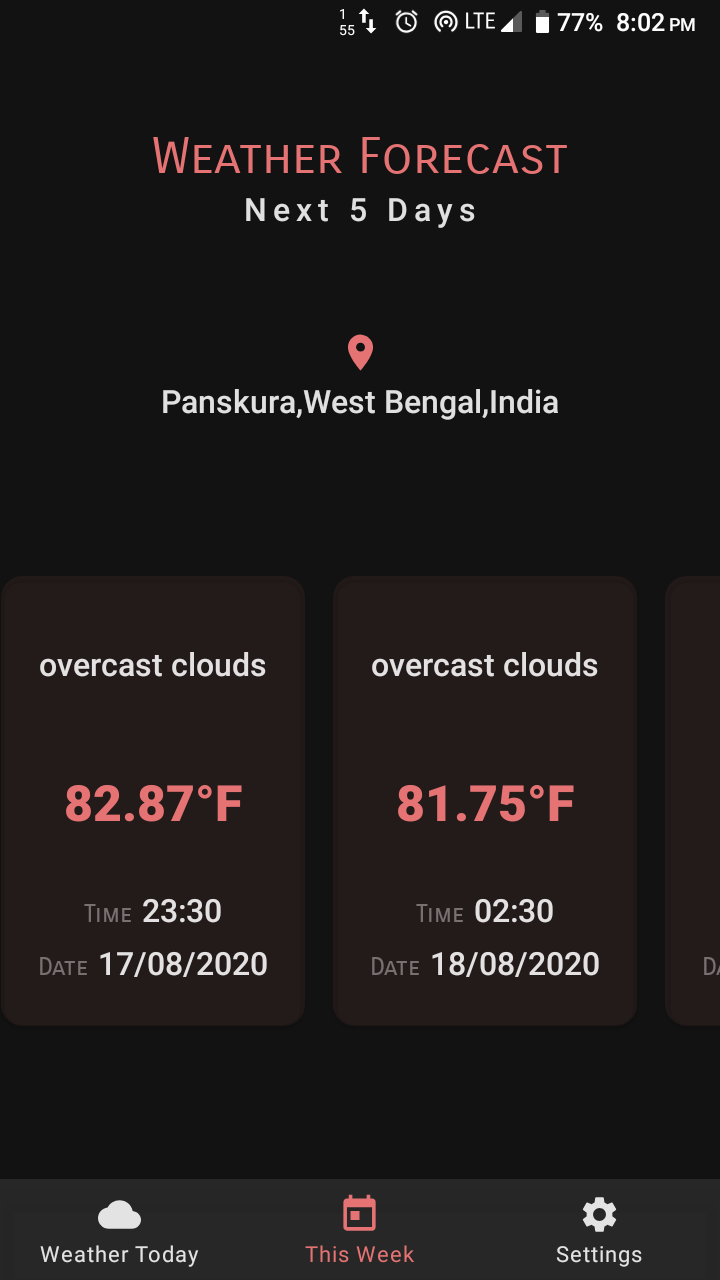 1
55
LTE 77% 8:02 PM
Weather Forecast
Next 5 Days
Panskura,West Bengal,India
overcast clouds
82.87°F
Time 23:30
Date 17/08/2020
overcast clouds
81.75°F
Time 02:30
Date 18/08/2020
Weather Today
This Week
Settings